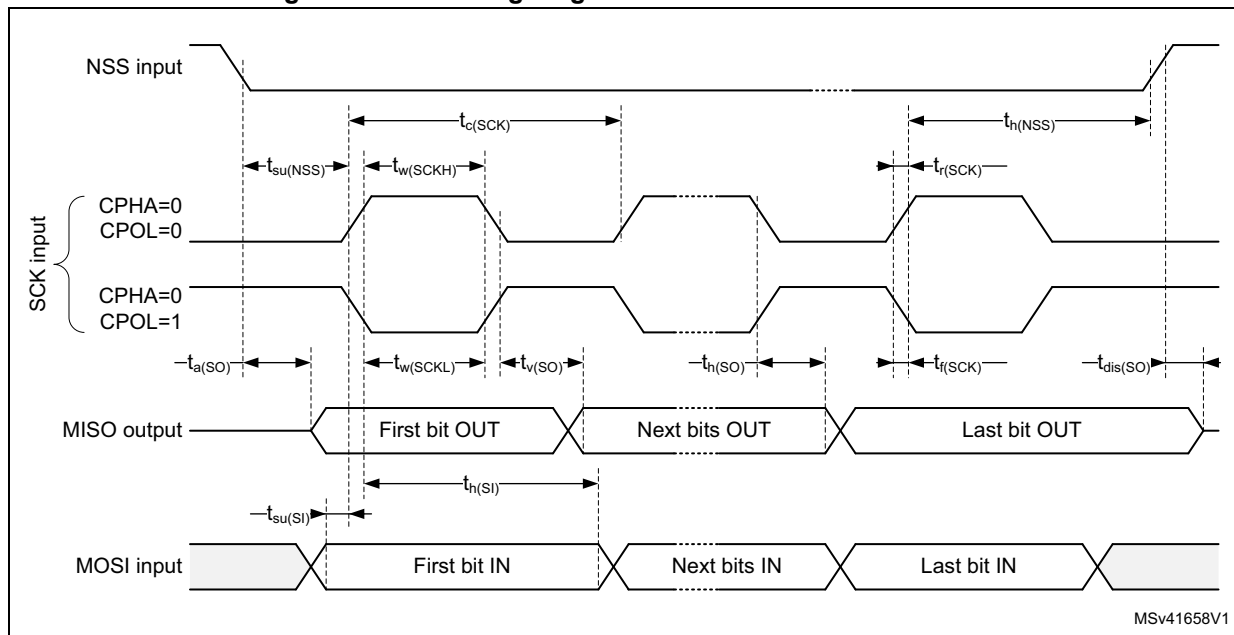 NSS input
tc(SCK)
th(NSS)
tsu(NSS)
tw(SCKH)
tr(SCK)
SCK input
CPHA=0
CPOL=0
CPHA=0
CPOL=1
ta(SO)
tw(SCKL)
tv(SO)
th(SO)
tf(SCK)
tdis(SO)
MISO output
First bit OUT
Next bits OUT
Last bit OUT
th(SI)
tsu(SI)
MOSI input
First bit IN
Next bits IN
Last bit IN
MSv41658V1